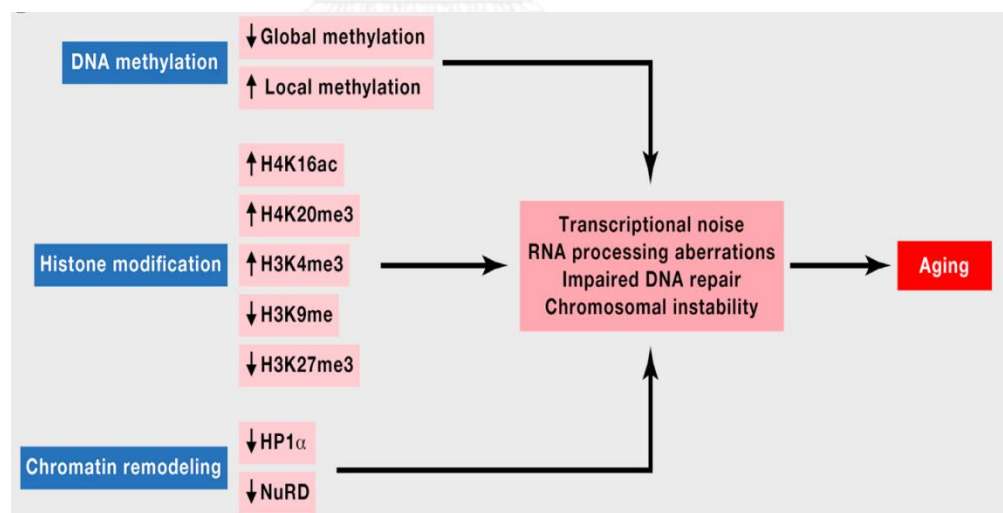 DNA methylation
↓ Global methylation
↑ Local methylation
Histone modification
↑ H4K16ac
↑ H4K20me3
↑ H3K4me3
↓ H3K9me
↓ H3K27me3
Chromatin remodeling
↓ HP1α
↓ NuRD
Transcriptional noise
RNA processing aberrations
Impaired DNA repair
Chromosomal instability
Aging